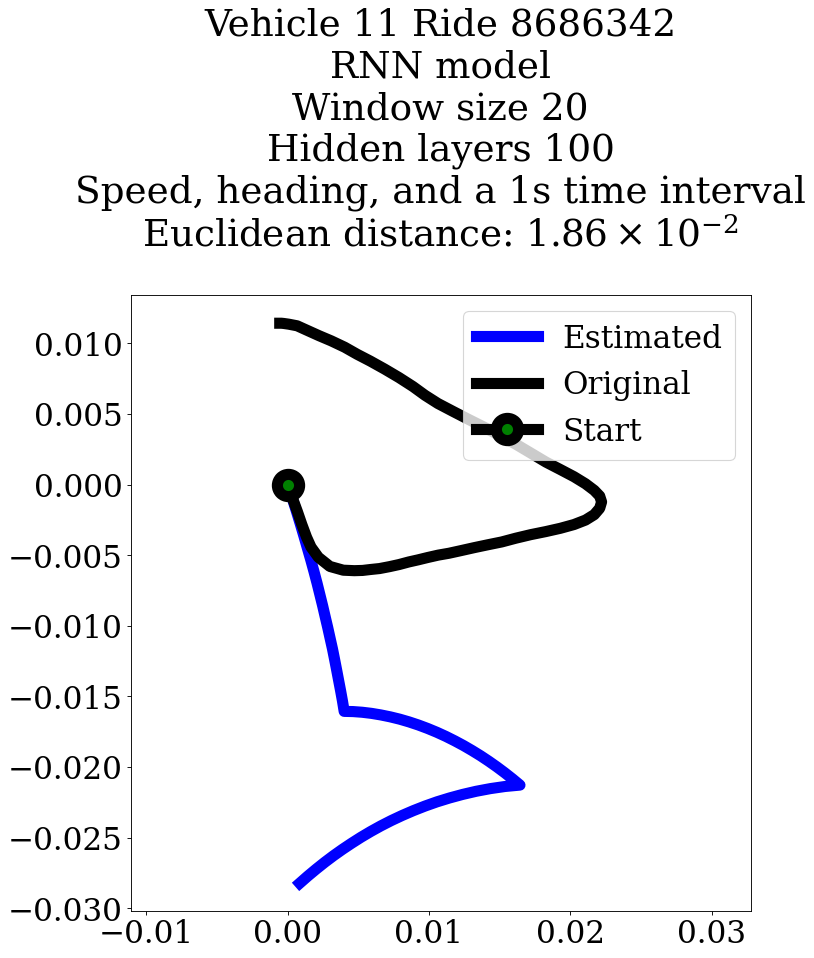 Vehicle 11 Ride 8686342
RNN model
Window size 20
Hidden layers 100
Speed, heading, and a 1s time interval
Euclidean distance: 1.86 × 10⁻²
Estimated
Original
Start
0.010
0.005
0.000
−0.005
−0.010
−0.015
−0.020
−0.025
−0.030
−0.01 0.00 0.01 0.02 0.03